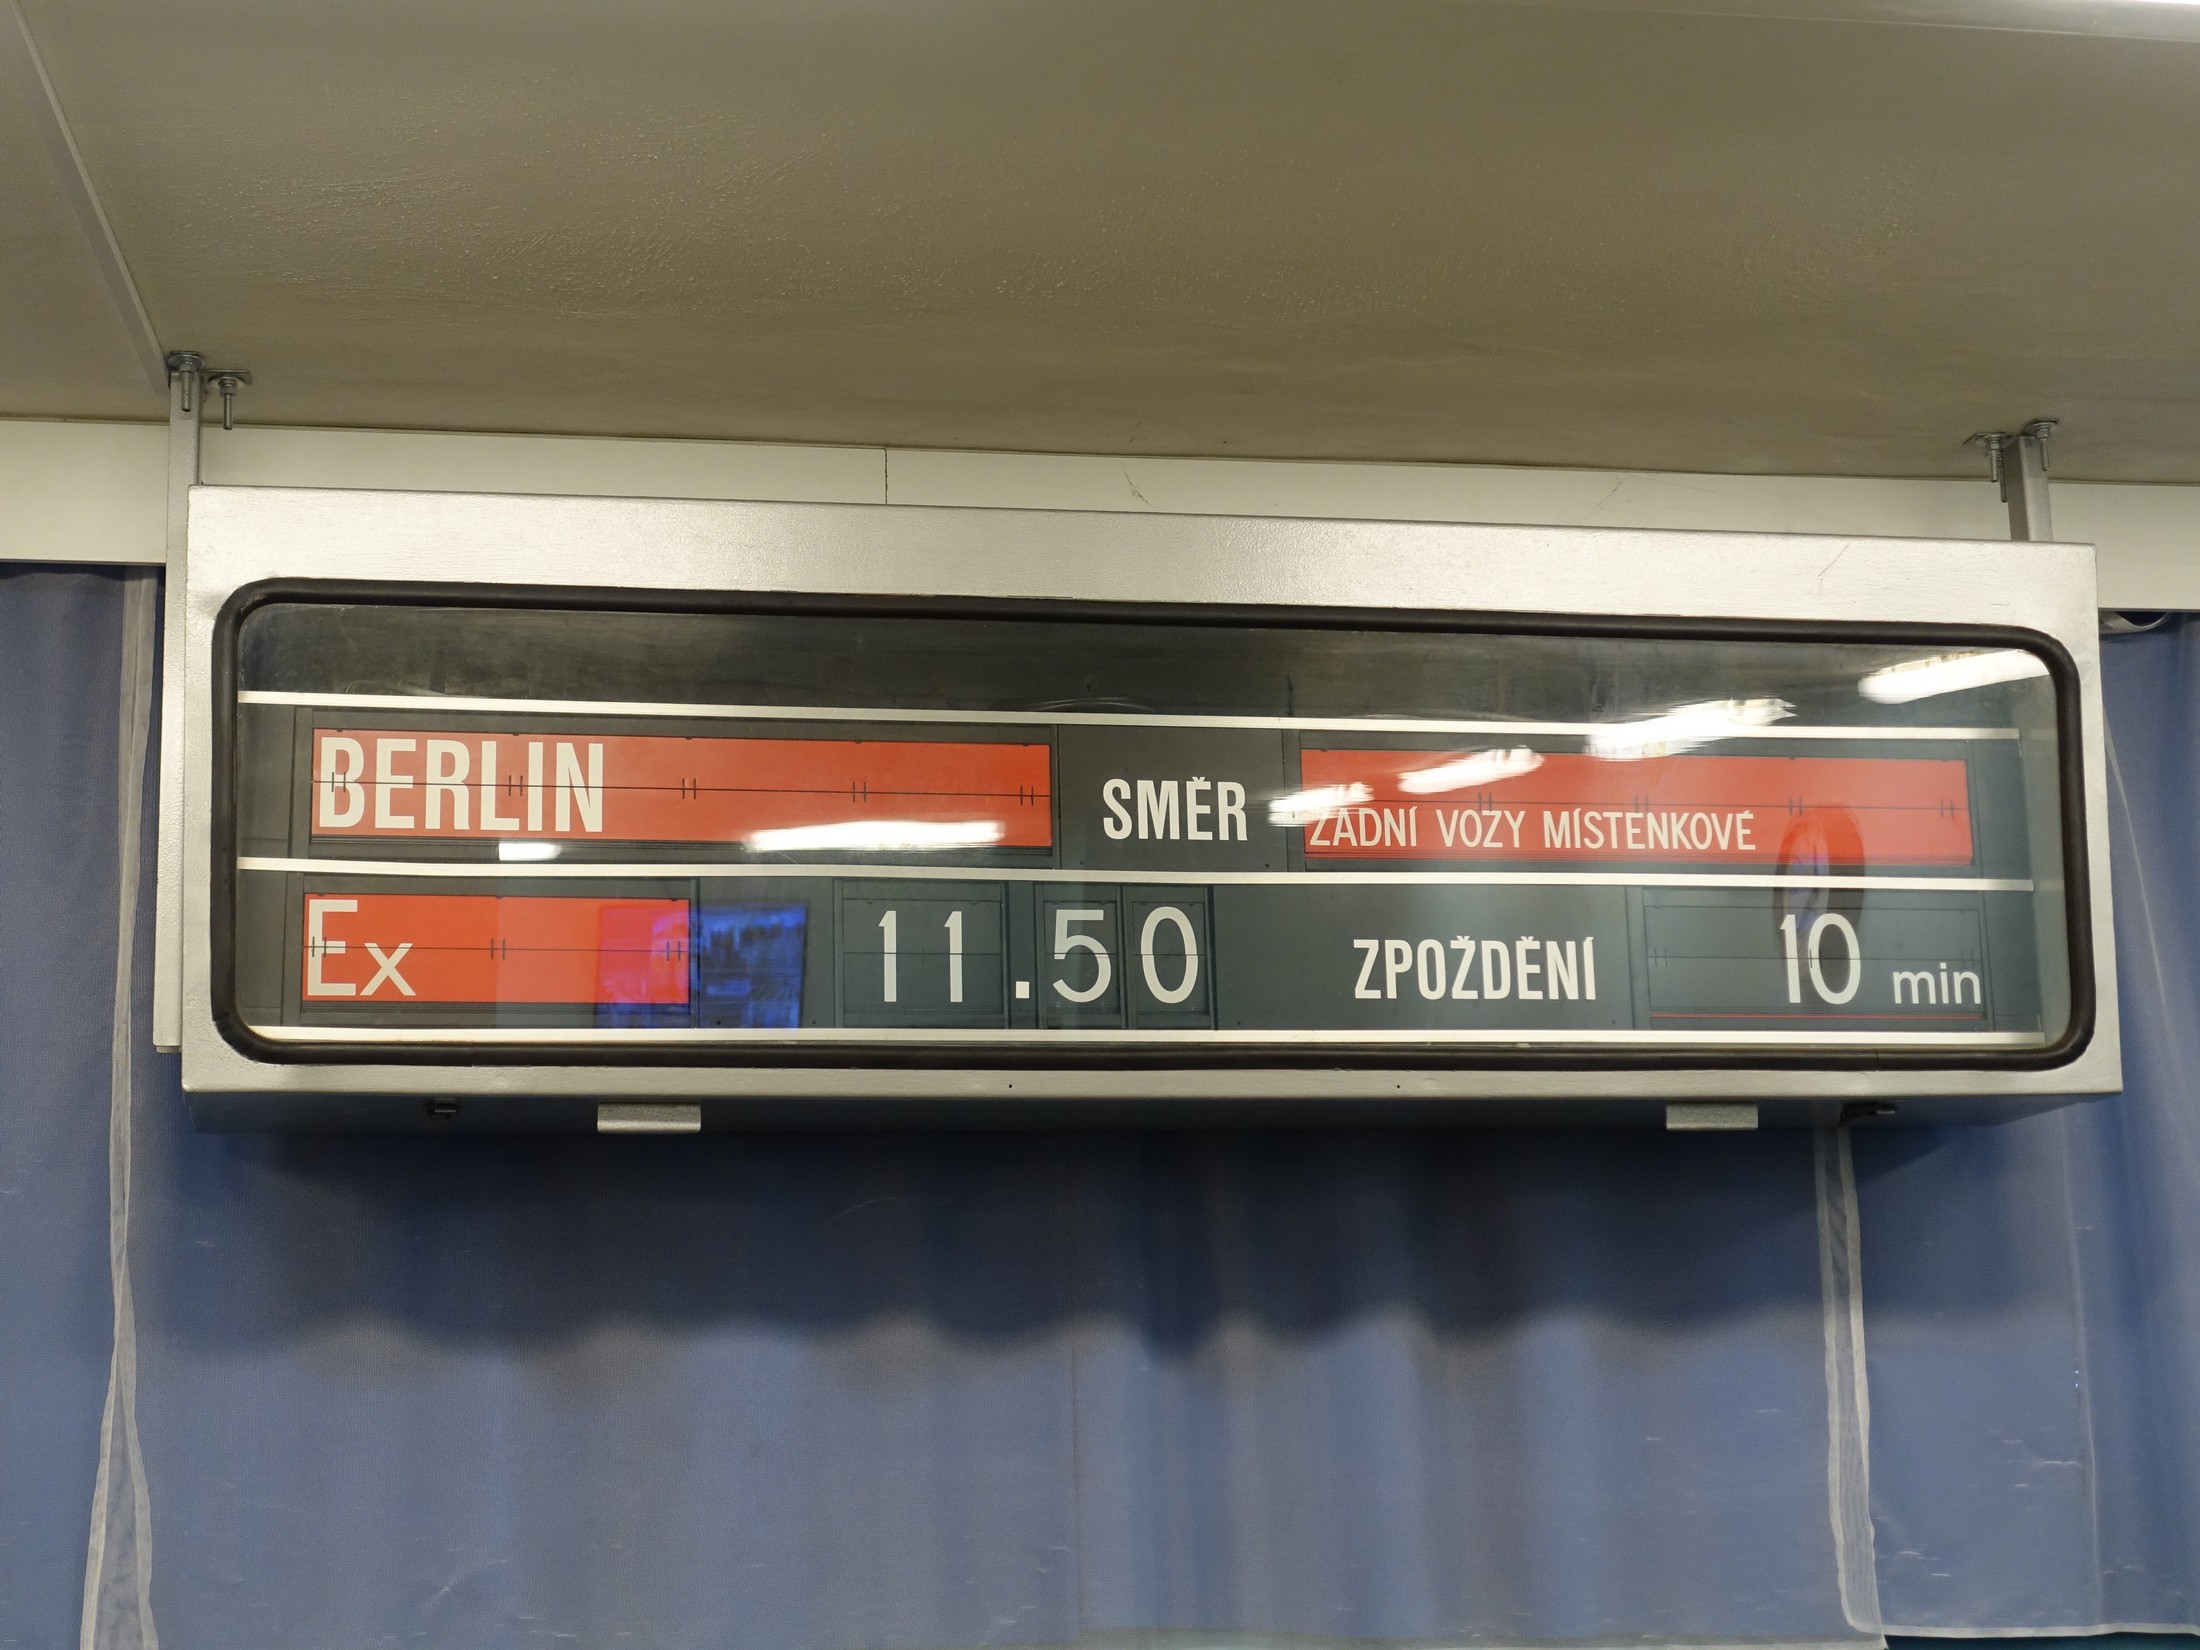 BERLIN SMĚR ZADNÍ VOZY MÍSTENKOVÉ
Ex 11.50 ZPOŽDĚNÍ 10 min